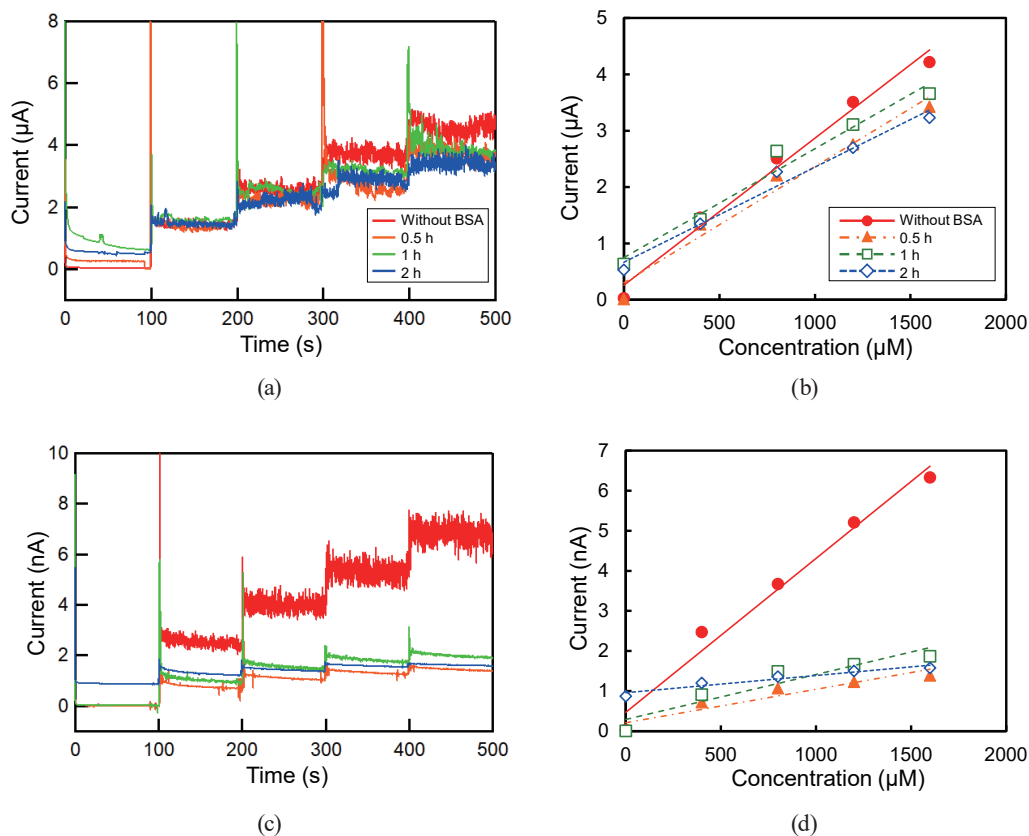 8
6
4
2
0
Current (μA)
0
100
200
300
400
500
Time (s)
Without BSA
0.5 h
1 h
2 h
(a)
5
4
3
2
1
0
Current (μA)
0
500
1000
1500
2000
Concentration (μM)
Without BSA
0.5 h
1 h
2 h
(b)
10
8
6
4
2
0
Current (nA)
0
100
200
300
400
500
Time (s)
(c)
7
6
5
4
3
2
1
0
Current (nA)
0
500
1000
1500
2000
Concentration (μM)
(d)